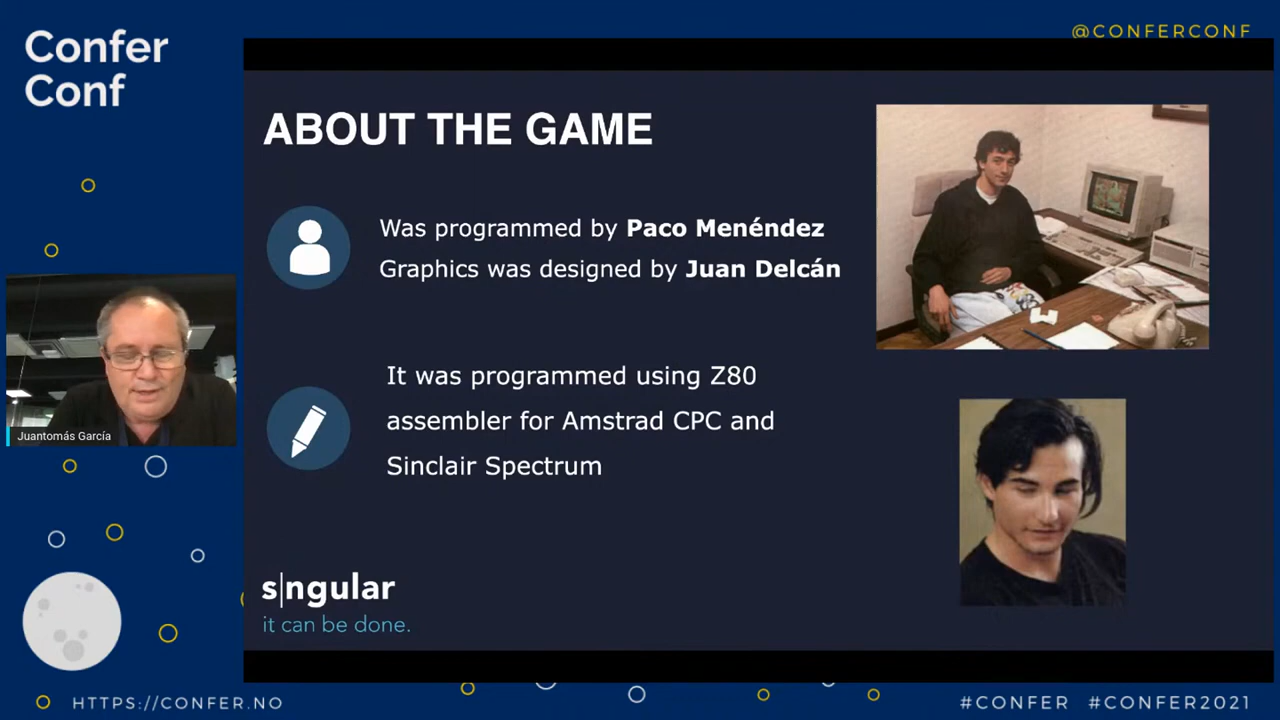 Confer
Conf
@CONFERCONF
ABOUT THE GAME
Was programmed by Paco Menéndez
Graphics was designed by Juan Delcán
It was programmed using Z80
assembler for Amstrad CPC and
Sinclair Spectrum
Juantomás García
s|ngular
it can be done.
HTTPS://CONFER.NO
#CONFER #CONFER2021